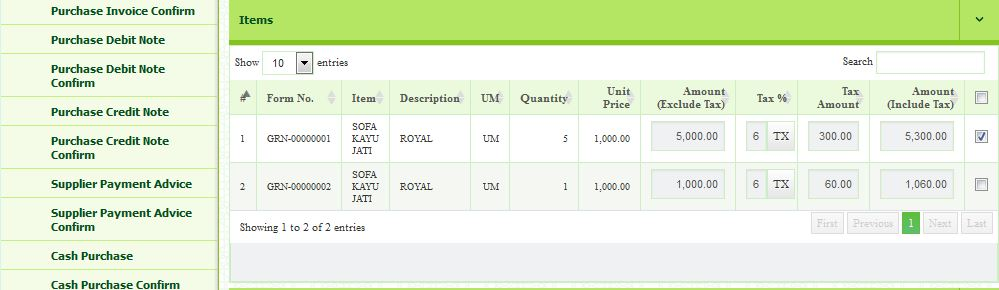 Purchase Invoice Confirm
Purchase Debit Note
Purchase Debit Note
Confirm
Purchase Credit Note
Purchase Credit Note
Confirm
Supplier Payment Advice
Supplier Payment Advice
Confirm
Cash Purchase
Cash Purchase Confirm
Items
Show 10 entries Search
# Form No. Item Description UM Quantity Unit Price Amount (Exclude Tax) Tax % Tax Amount Amount (Include Tax)
1 GRN-00000001 SOFA KAYU JATI ROYAL UM 5 1,000.00 5,000.00 6 TX 300.00 5,300.00
2 GRN-00000002 SOFA KAYU JATI ROYAL UM 1 1,000.00 1,000.00 6 TX 60.00 1,060.00
Showing 1 to 2 of 2 entries First Previous 1 Next Last